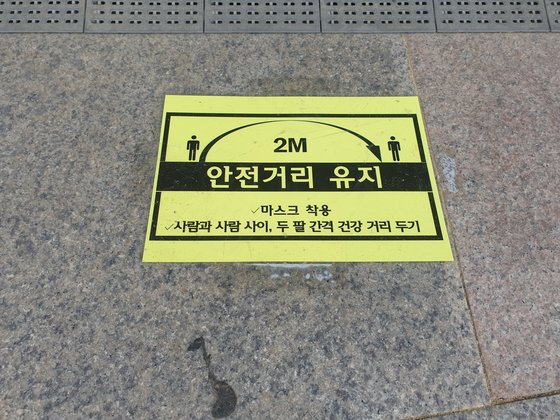 2M
안전거리 유지
✓마스크 착용
✓사람과 사람 사이, 두 팔 간격 건강 거리 두기